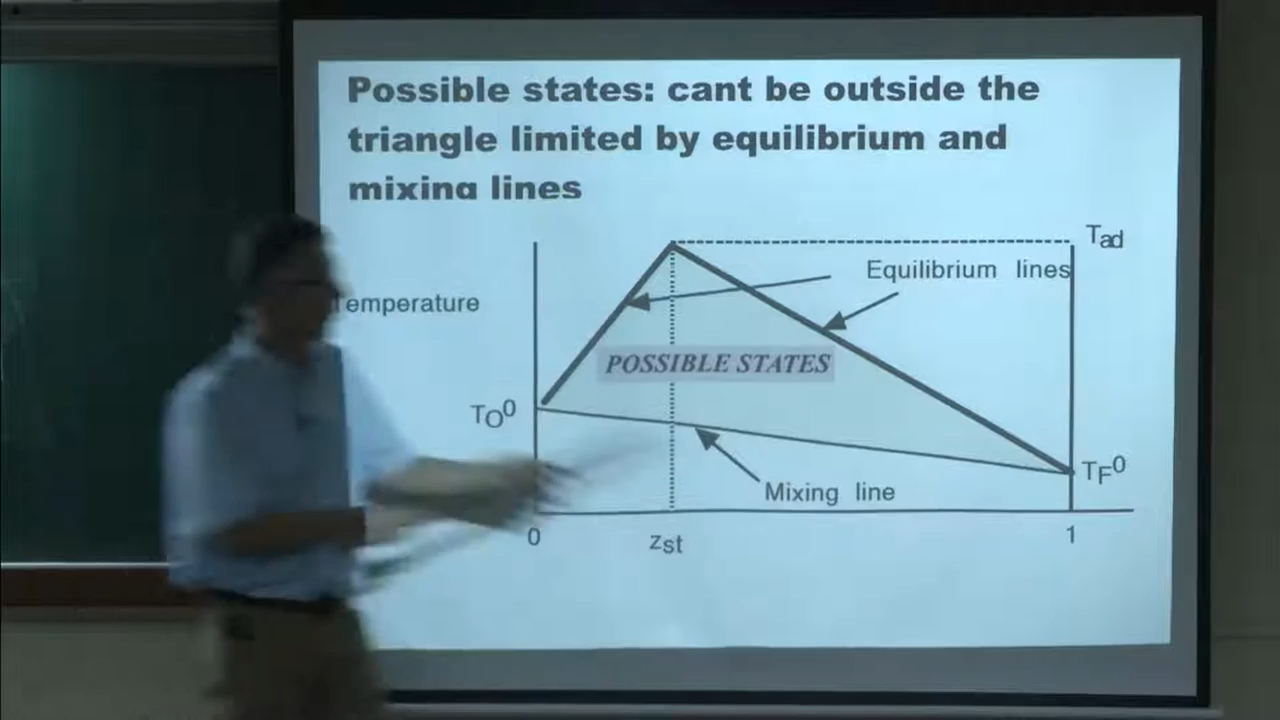 Possible states: cant be outside the
triangle limited by equilibrium and
mixing lines
Tad
Equilibrium lines
Temperature
POSSIBLE STATES
TO0
TF0
Mixing line
0
zst
1